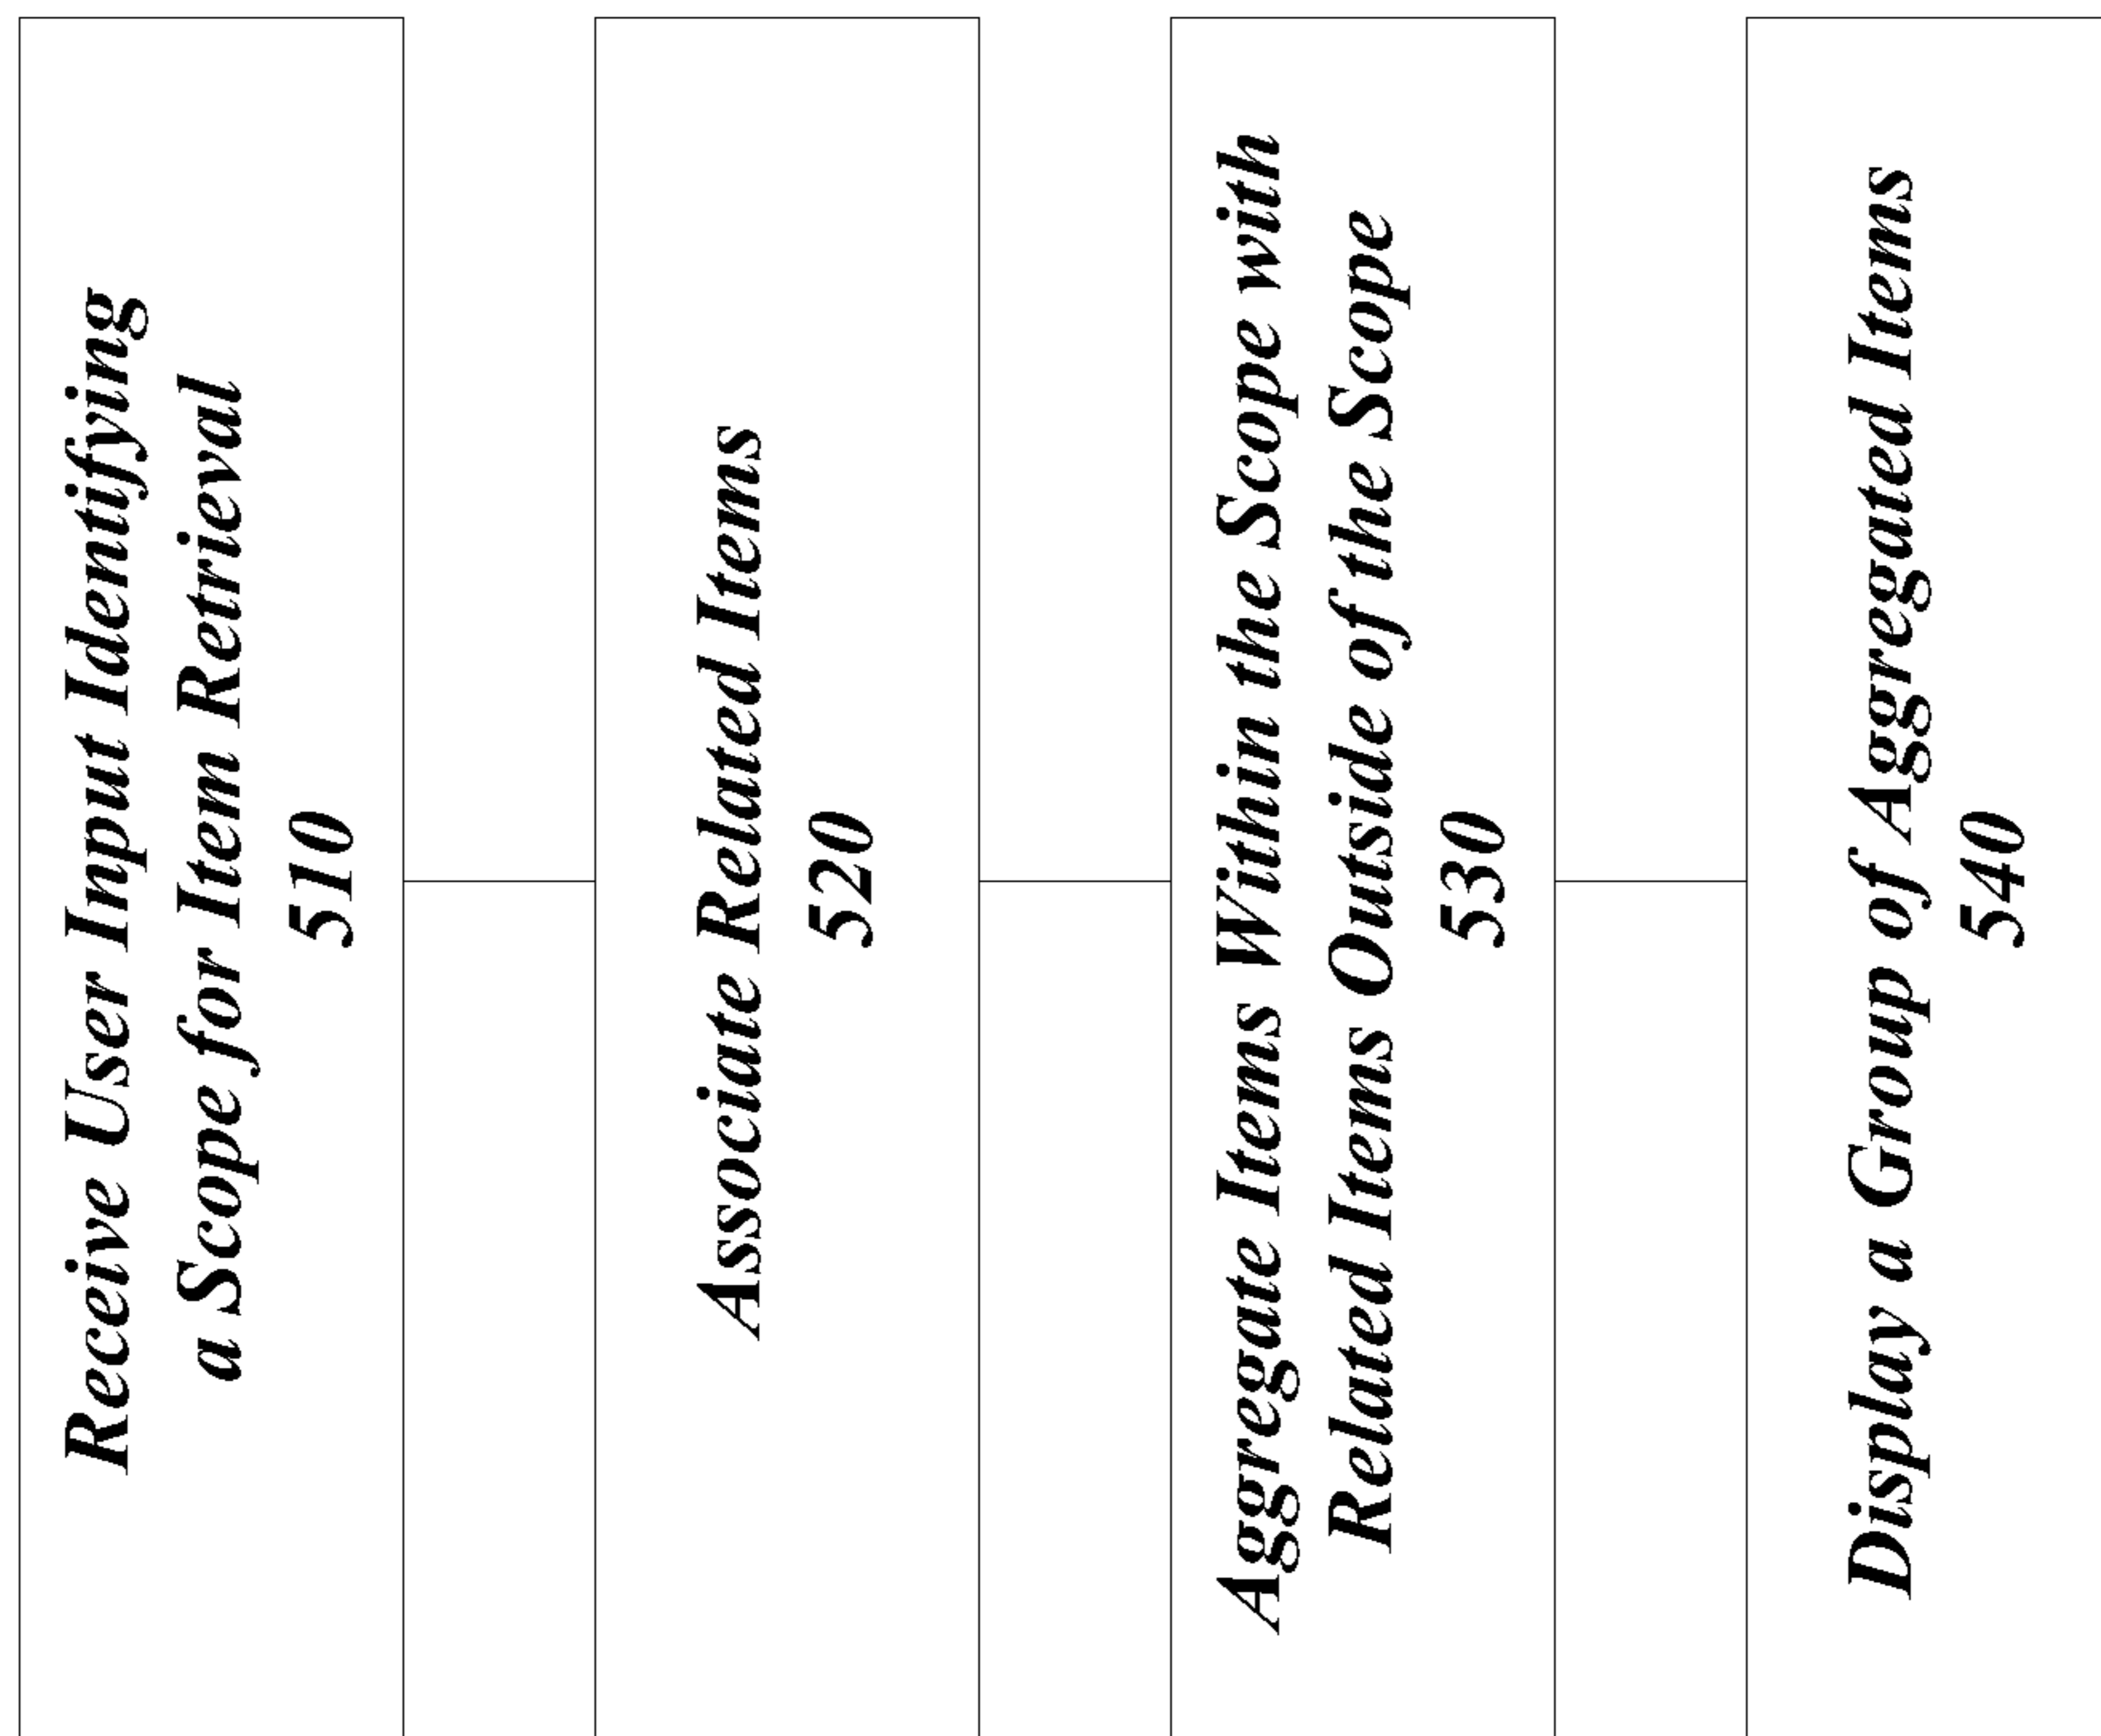 Receive User Input Identifying
a Scope for Item Retrieval
510
Associate Related Items
520
Aggregate Items Within the Scope with
Related Items Outside of the Scope
530
Display a Group of Aggregated Items
540